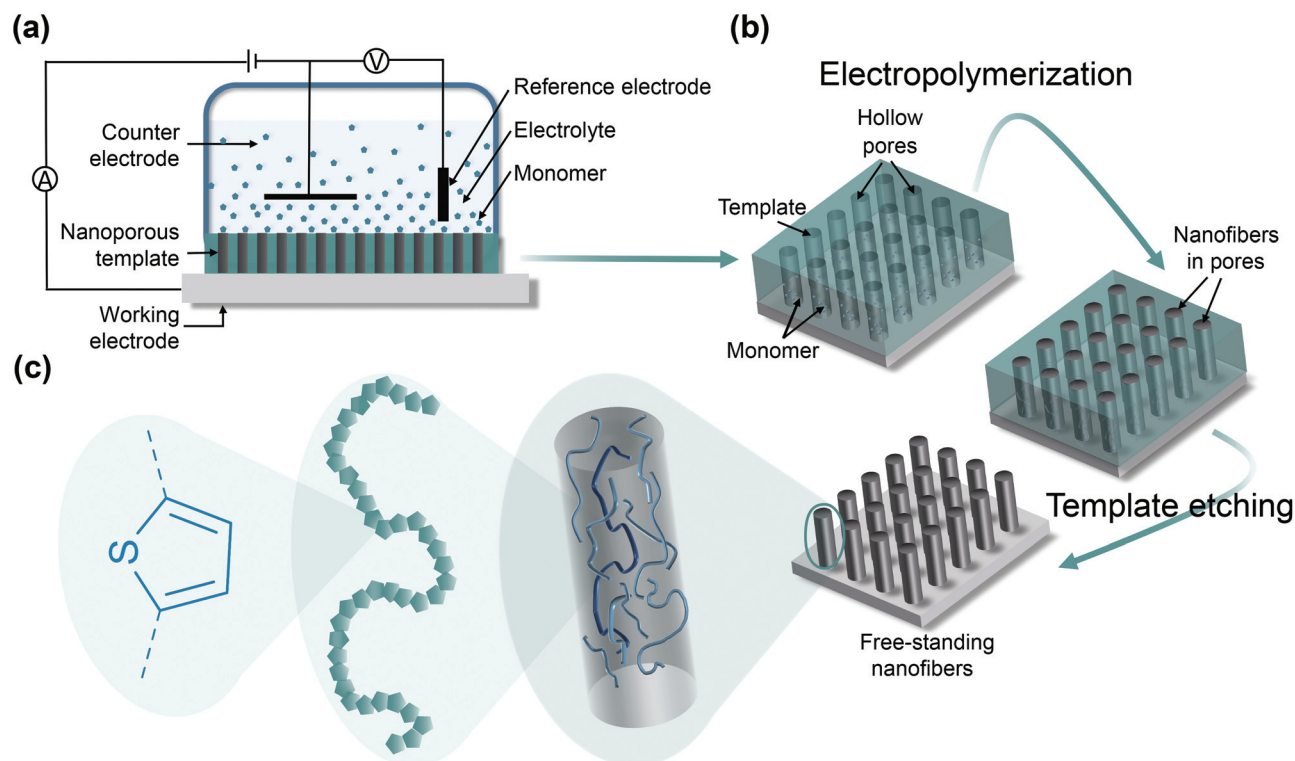 (a)
V
Reference electrode
Electrolyte
Monomer
Counter
electrode
A
Nanoporous
template
Working
electrode
(b)
Electropolymerization
Hollow
pores
Template
Monomer
Nanofibers
in pores
Template etching
Free-standing
nanofibers
(c)
S